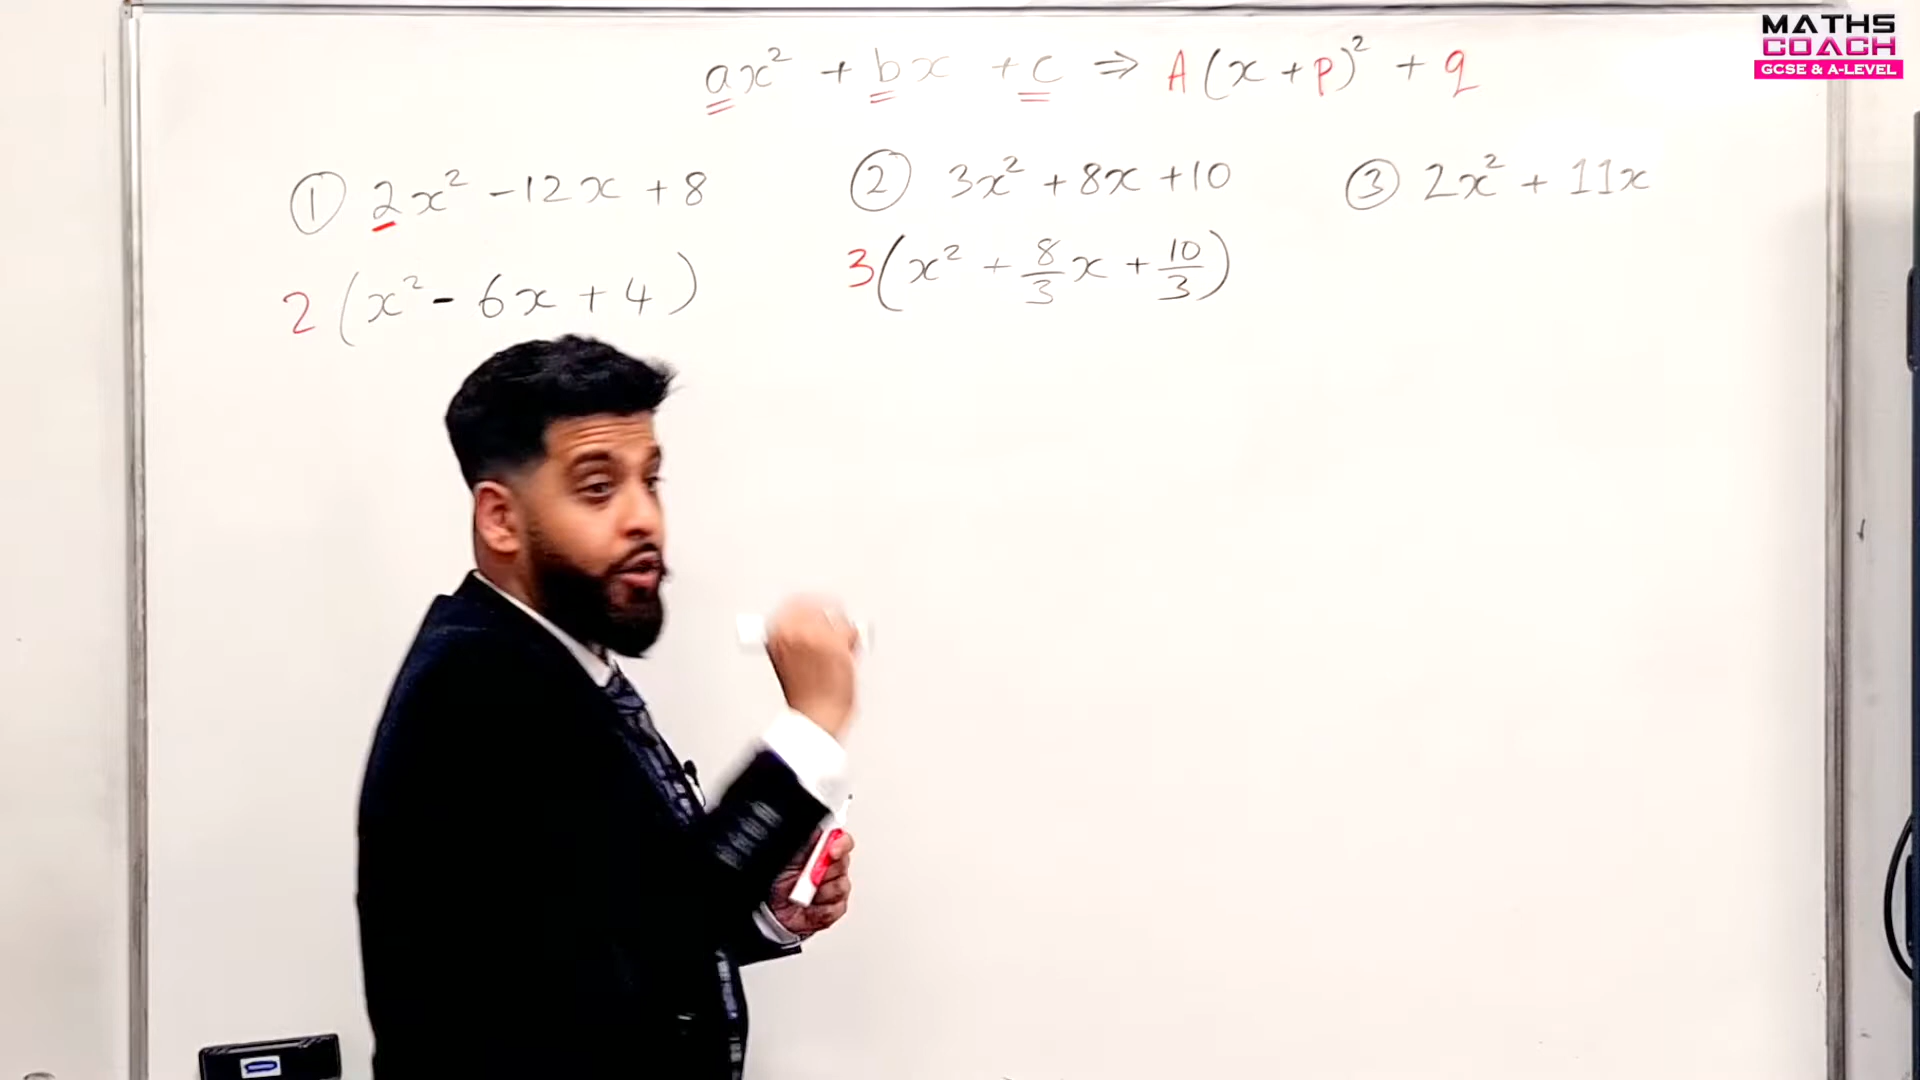 MATHS
COACH
GCSE & A-LEVEL
ax² + bx + c ⇒ A(x + p)² + q
① 2x² - 12x + 8
② 3x² + 8x + 10
③ 2x² + 11x
2(x² - 6x + 4)
3(x² + 8/3 x + 10/3)